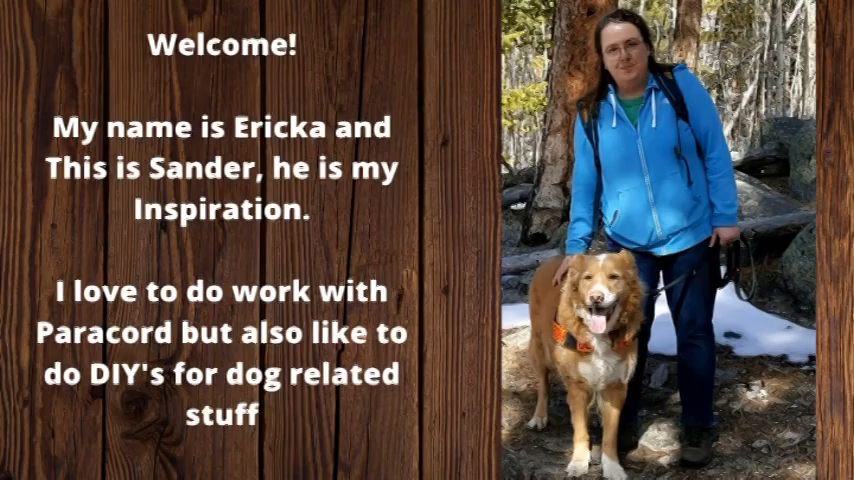 Welcome!
My name is Ericka and
This is Sander, he is my
Inspiration.
I love to do work with
Paracord but also like to
do DIY's for dog related
stuff